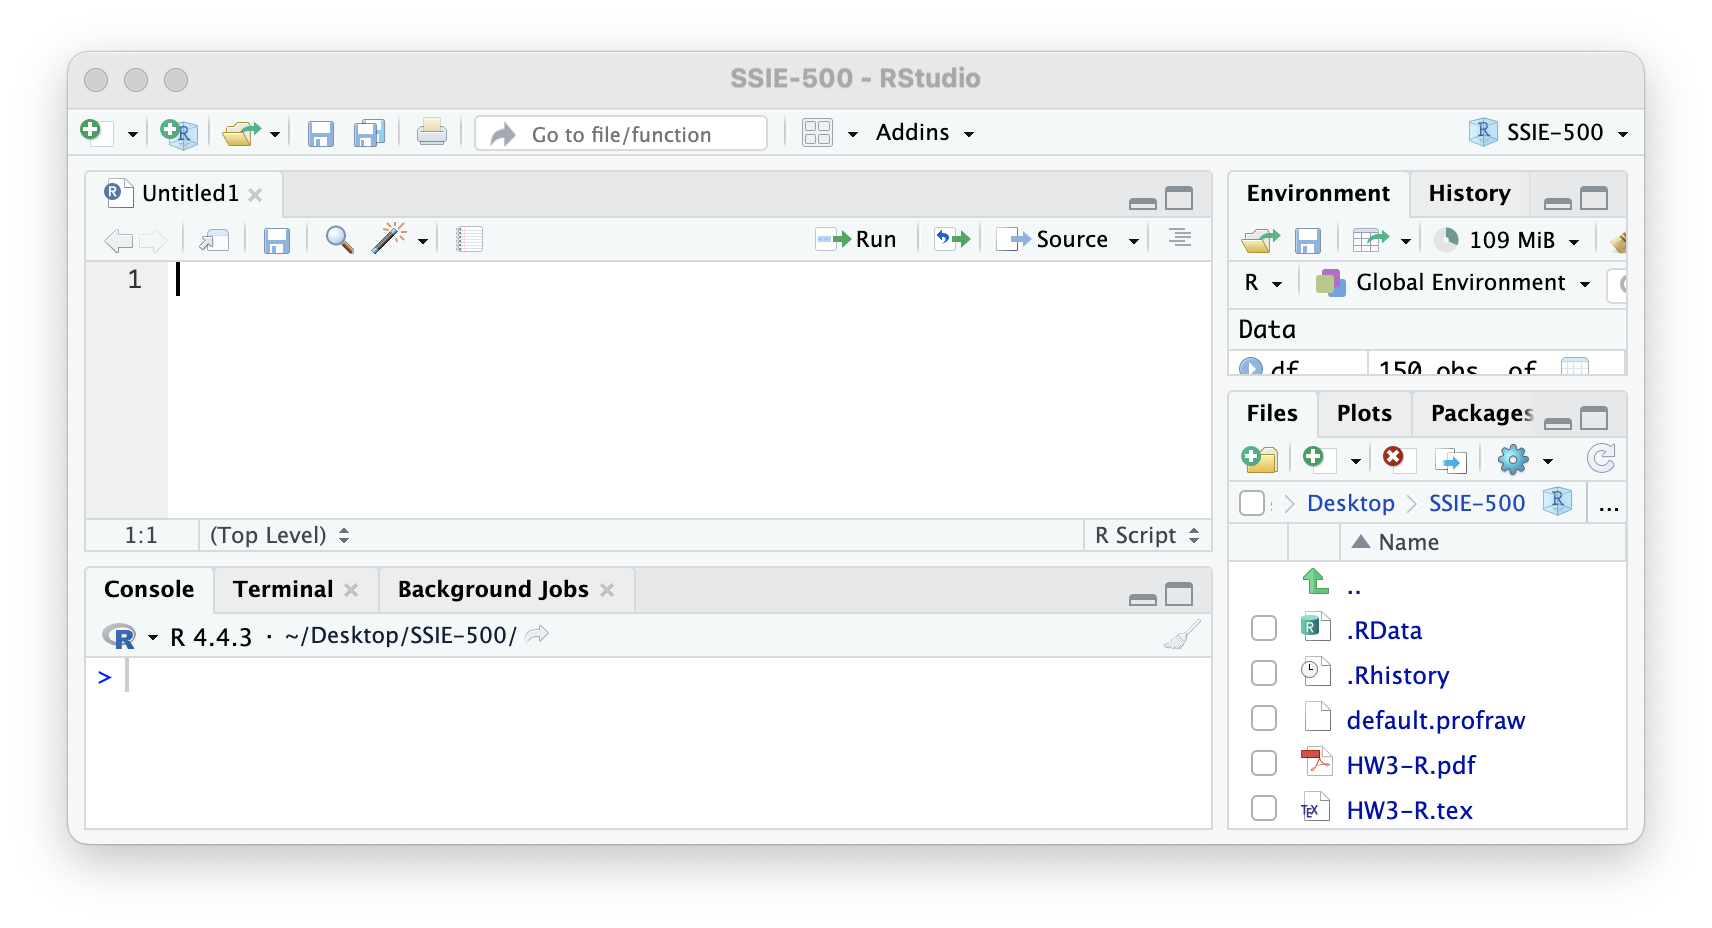 SSIE-500 - RStudio
Go to file/function
Addins
SSIE-500
Untitled1
Run
Source
1
1:1
(Top Level)
R Script
Console
Terminal
Background Jobs
R 4.4.3 · ~/Desktop/SSIE-500/
>
Environment
History
109 MiB
R
Global Environment
Data
df
150 obs. of
Files
Plots
Packages
Desktop
SSIE-500
...
Name
..
.RData
.Rhistory
default.profraw
HW3-R.pdf
HW3-R.tex